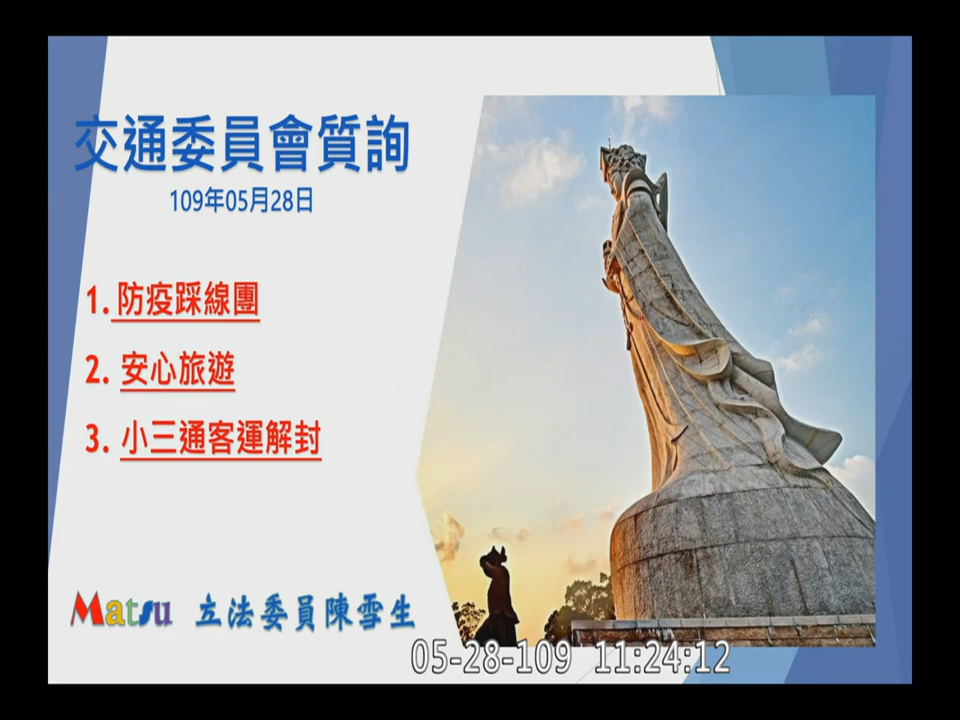 交通委員會質詢
109年05月28日
1. 防疫踩線團
2. 安心旅遊
3. 小三通客運解封
Matsu 立法委員陳雪生
05-28-109 11:24:12